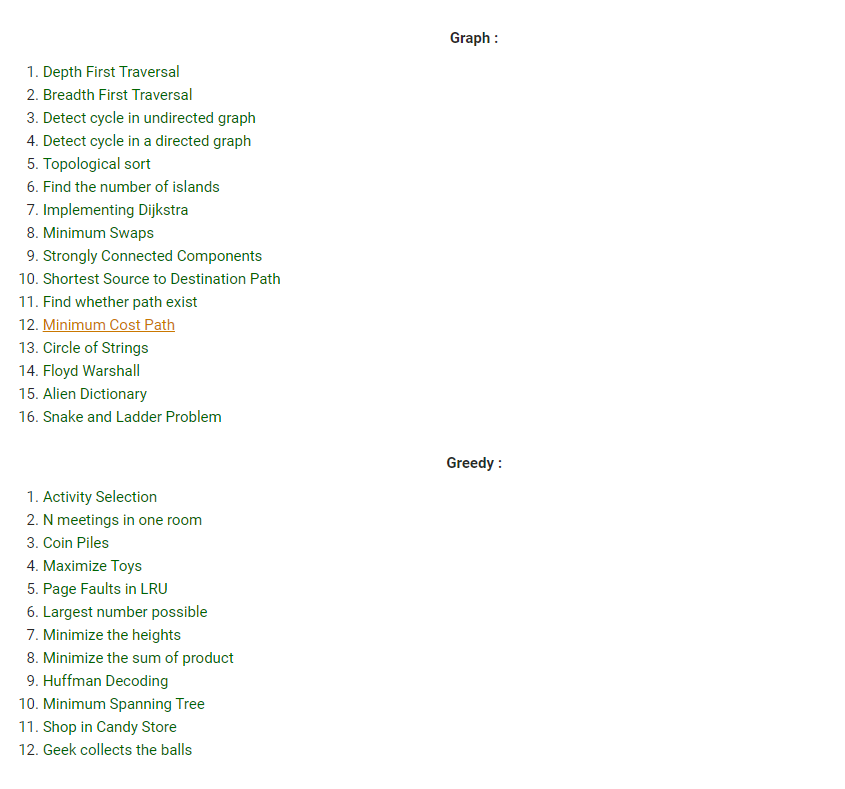 Graph :
1. Depth First Traversal
2. Breadth First Traversal
3. Detect cycle in undirected graph
4. Detect cycle in a directed graph
5. Topological sort
6. Find the number of islands
7. Implementing Dijkstra
8. Minimum Swaps
9. Strongly Connected Components
10. Shortest Source to Destination Path
11. Find whether path exist
12. Minimum Cost Path
13. Circle of Strings
14. Floyd Warshall
15. Alien Dictionary
16. Snake and Ladder Problem
Greedy :
1. Activity Selection
2. N meetings in one room
3. Coin Piles
4. Maximize Toys
5. Page Faults in LRU
6. Largest number possible
7. Minimize the heights
8. Minimize the sum of product
9. Huffman Decoding
10. Minimum Spanning Tree
11. Shop in Candy Store
12. Geek collects the balls